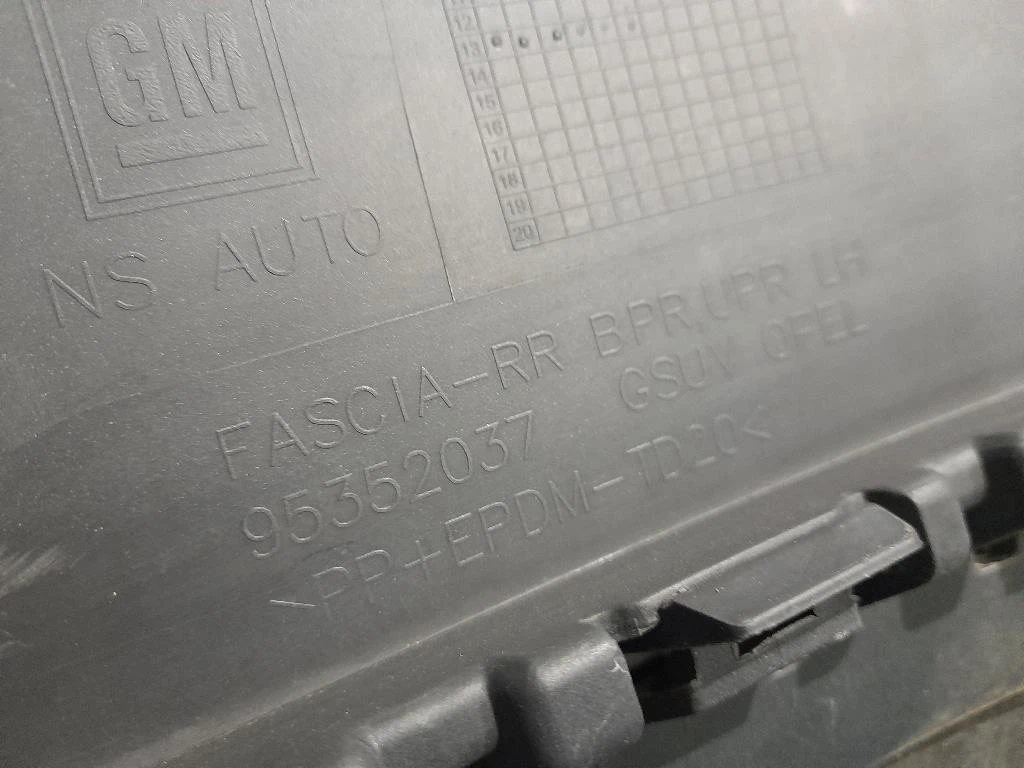 GM
12
13
14
15
16
17
18
19
20
NS AUTO
FASCIA-RR BPR,UPR LH
95352037 GSUV OPEL
>PP+EPDM-TD20<